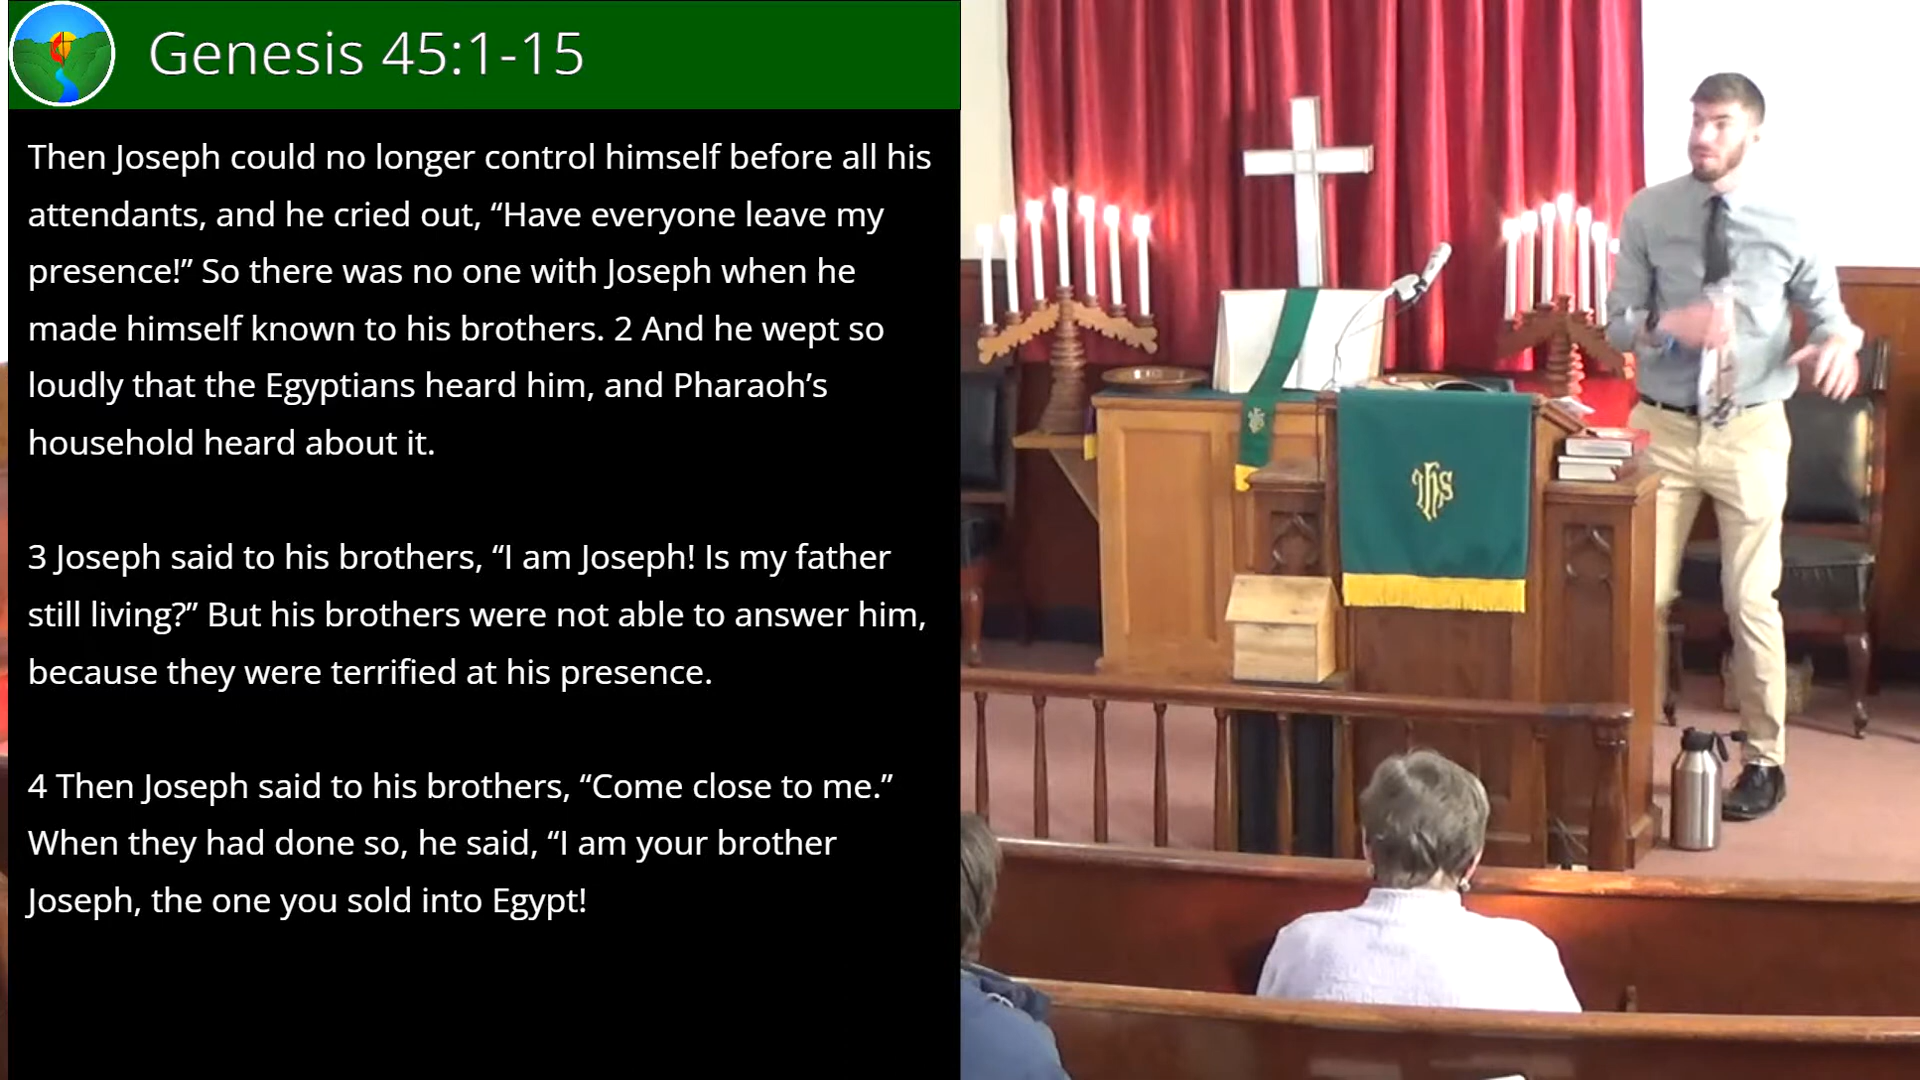 Genesis 45:1-15
Then Joseph could no longer control himself before all his
attendants, and he cried out, “Have everyone leave my
presence!” So there was no one with Joseph when he
made himself known to his brothers. 2 And he wept so
loudly that the Egyptians heard him, and Pharaoh’s
household heard about it.
3 Joseph said to his brothers, “I am Joseph! Is my father
still living?” But his brothers were not able to answer him,
because they were terrified at his presence.
4 Then Joseph said to his brothers, “Come close to me.”
When they had done so, he said, “I am your brother
Joseph, the one you sold into Egypt!
IHS